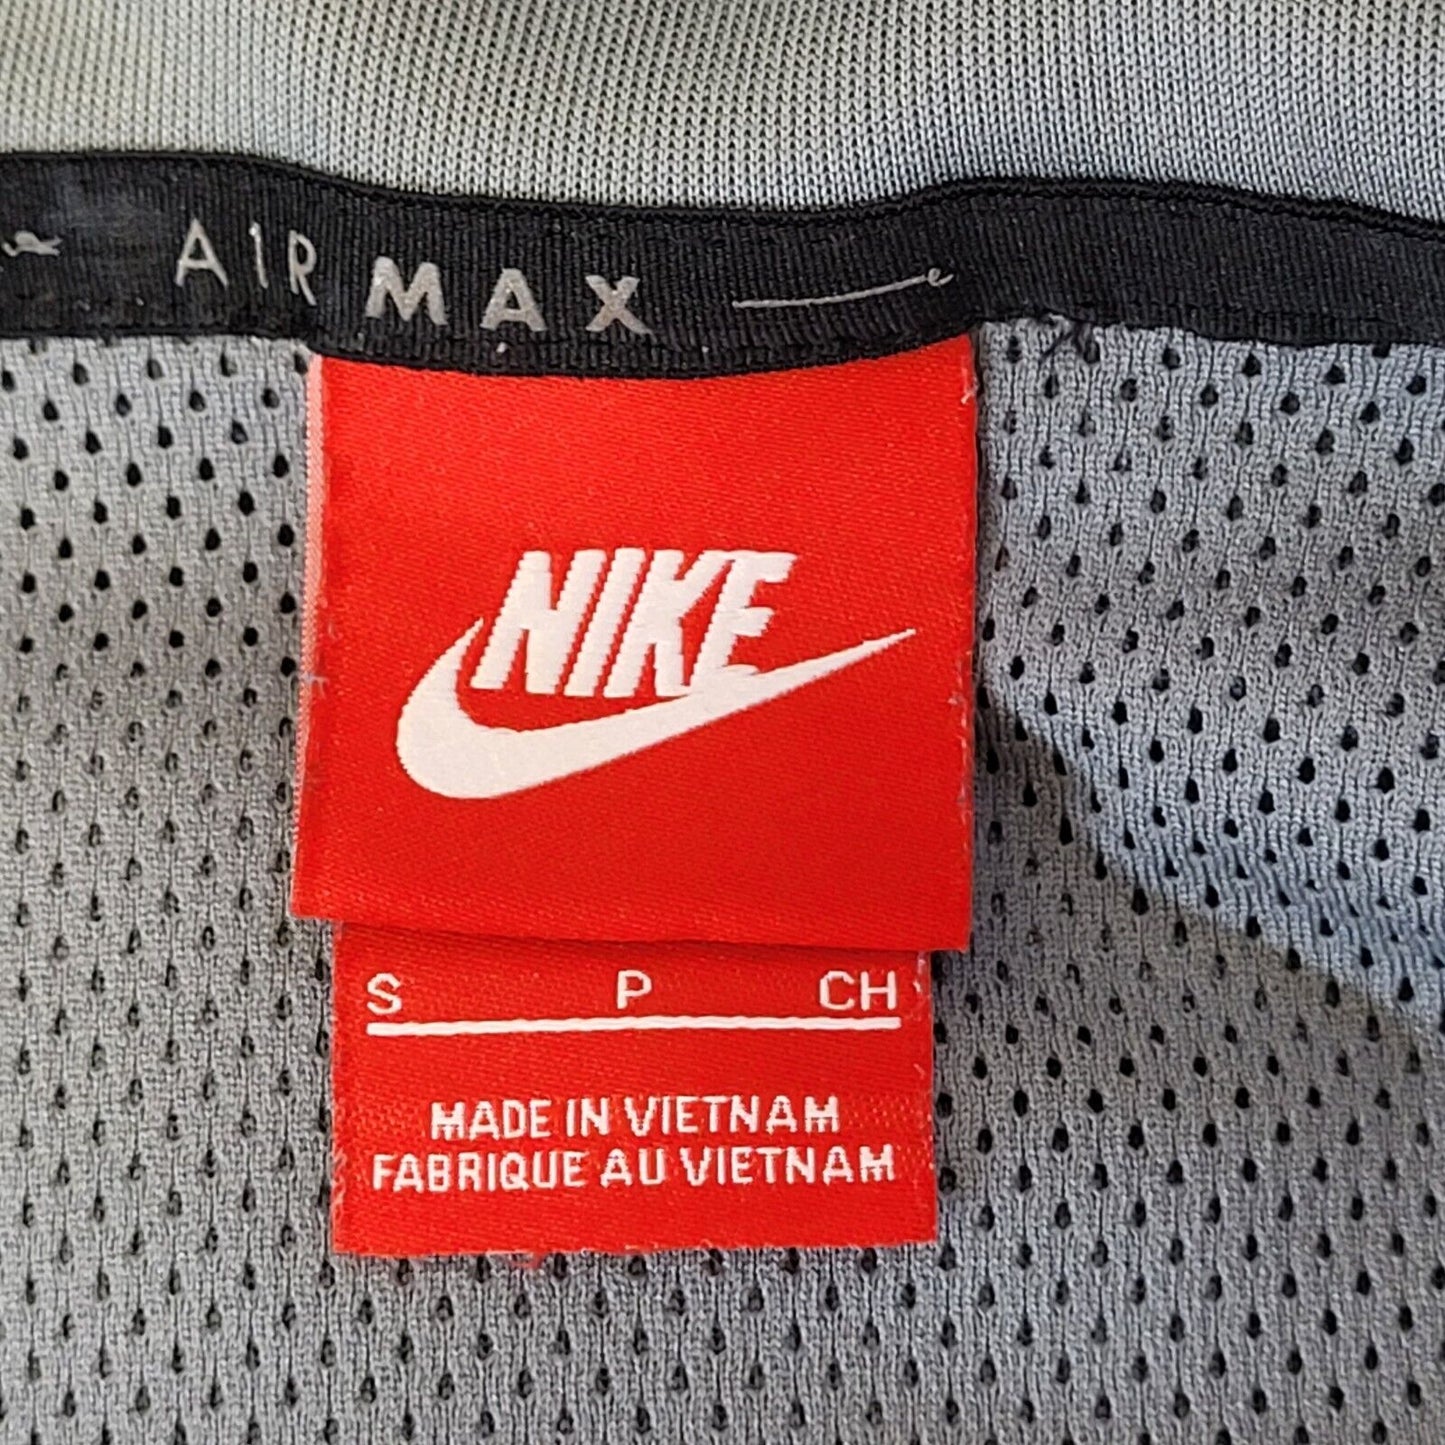 AIR MAX
NIKE
S P CH
MADE IN VIETNAM
FABRIQUE AU VIETNAM